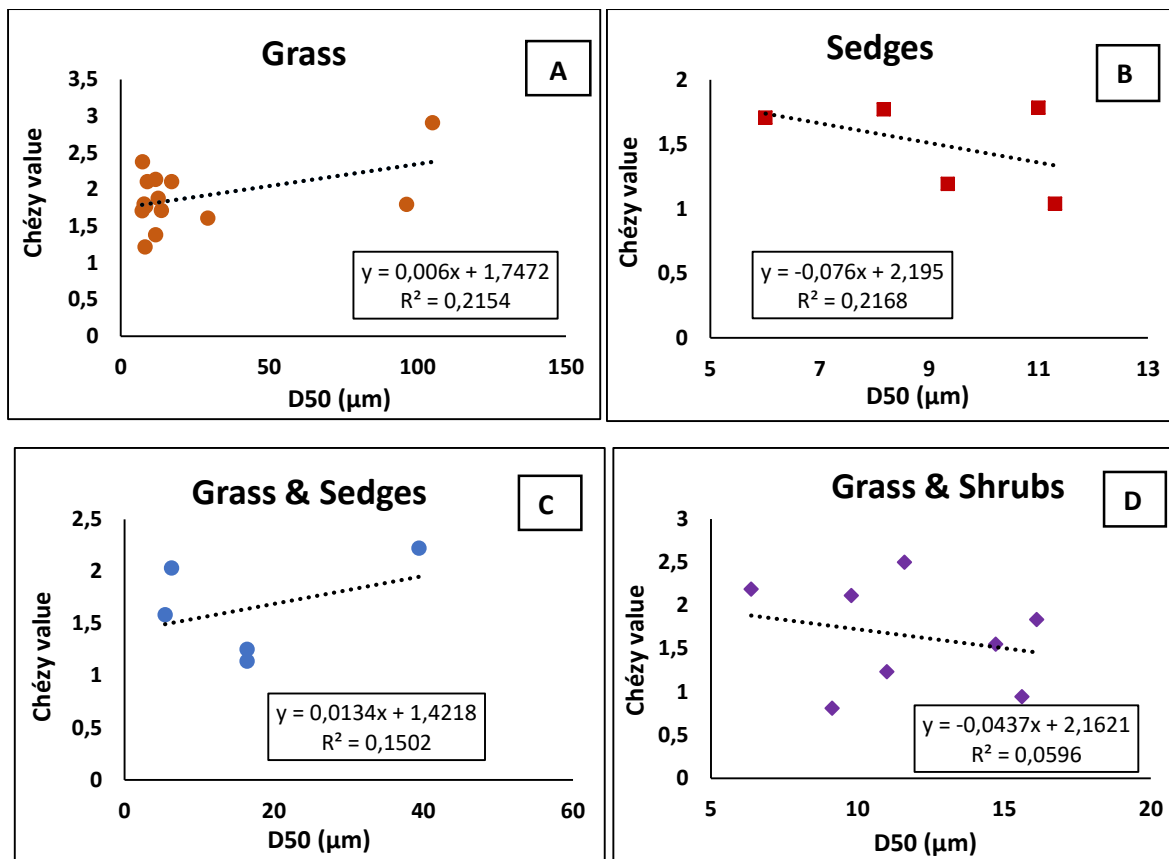 Grass
A
Chézy value
3,5
3
2,5
2
1,5
1
0,5
0
y = 0,006x + 1,7472
R² = 0,2154
0 50 100 150
D50 (µm)
Sedges
B
Chézy value
2
1,5
1
0,5
0
y = -0,076x + 2,195
R² = 0,2168
5 7 9 11 13
D50 (µm)
Grass & Sedges
C
Chézy value
2,5
2
1,5
1
0,5
0
y = 0,0134x + 1,4218
R² = 0,1502
0 20 40 60
D50 (µm)
Grass & Shrubs
D
Chézy value
3
2,5
2
1,5
1
0,5
0
y = -0,0437x + 2,1621
R² = 0,0596
5 10 15 20
D50 (µm)